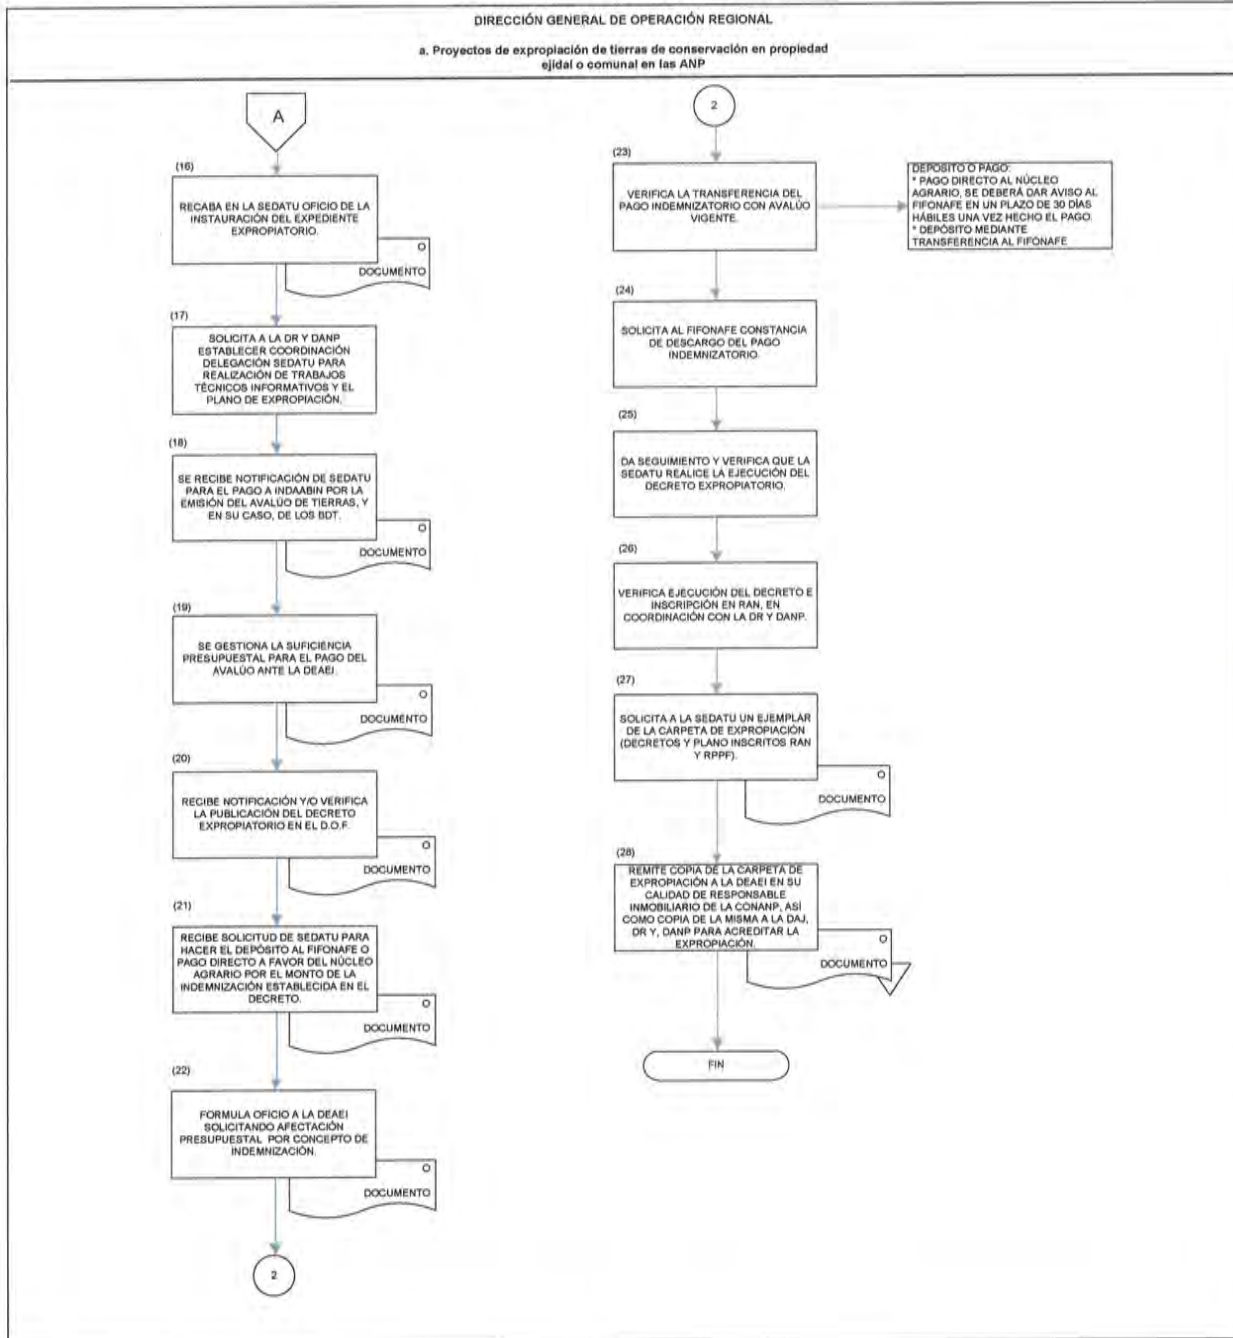 DIRECCIÓN GENERAL DE OPERACIÓN REGIONAL
a. Proyectos de expropiación de tierras de conservación en propiedad
ejidal o comunal en las ANP
A
(16)
RECABA EN LA SEDATU OFICIO DE LA
INSTAURACIÓN DEL EXPEDIENTE
EXPROPIATORIO.
O
DOCUMENTO
(17)
SOLICITA A LA DR Y DANP
ESTABLECER COORDINACIÓN
DELEGACIÓN SEDATU PARA
REALIZACIÓN DE TRABAJOS
TÉCNICOS INFORMATIVOS Y EL
PLANO DE EXPROPIACIÓN.
(18)
SE RECIBE NOTIFICACIÓN DE SEDATU
PARA EL PAGO A INDAABIN POR LA
EMISIÓN DEL AVALÚO DE TIERRAS, Y
EN SU CASO, DE LOS BDT.
O
DOCUMENTO
(19)
SE GESTIONA LA SUFICIENCIA
PRESUPUESTAL PARA EL PAGO DEL
AVALÚO ANTE LA DEAEI.
O
DOCUMENTO
(20)
RECIBE NOTIFICACIÓN Y/O VERIFICA
LA PUBLICACIÓN DEL DECRETO
EXPROPIATORIO EN EL D.O.F.
O
DOCUMENTO
(21)
RECIBE SOLICITUD DE SEDATU PARA
HACER EL DEPÓSITO AL FIFONAFE O
PAGO DIRECTO A FAVOR DEL NÚCLEO
AGRARIO POR EL MONTO DE LA
INDEMNIZACIÓN ESTABLECIDA EN EL
DECRETO.
O
DOCUMENTO
(22)
FORMULA OFICIO A LA DEAEI
SOLICITANDO AFECTACIÓN
PRESUPUESTAL POR CONCEPTO DE
INDEMNIZACIÓN.
O
DOCUMENTO
2
2
(23)
VERIFICA LA TRANSFERENCIA DEL
PAGO INDEMNIZATORIO CON AVALÚO
VIGENTE.
DEPÓSITO O PAGO:
* PAGO DIRECTO AL NÚCLEO
AGRARIO, SE DEBERÁ DAR AVISO AL
FIFONAFE EN UN PLAZO DE 30 DÍAS
HÁBILES UNA VEZ HECHO EL PAGO.
* DEPÓSITO MEDIANTE
TRANSFERENCIA AL FIFONAFE
(24)
SOLICITA AL FIFONAFE CONSTANCIA
DE DESCARGO DEL PAGO
INDEMNIZATORIO.
(25)
DA SEGUIMIENTO Y VERIFICA QUE LA
SEDATU REALICE LA EJECUCIÓN DEL
DECRETO EXPROPIATORIO.
(26)
VERIFICA EJECUCIÓN DEL DECRETO E
INSCRIPCIÓN EN RAN, EN
COORDINACIÓN CON LA DR Y DANP.
(27)
SOLICITA A LA SEDATU UN EJEMPLAR
DE LA CARPETA DE EXPROPIACIÓN
(DECRETOS Y PLANO INSCRITOS RAN
Y RPPF).
O
DOCUMENTO
(28)
REMITE COPIA DE LA CARPETA DE
EXPROPIACIÓN A LA DEAEI EN SU
CALIDAD DE RESPONSABLE
INMOBILIARIO DE LA CONANP, ASÍ
COMO COPIA DE LA MISMA A LA DAJ,
DR Y, DANP PARA ACREDITAR LA
EXPROPIACIÓN.
O
DOCUMENTO
FIN